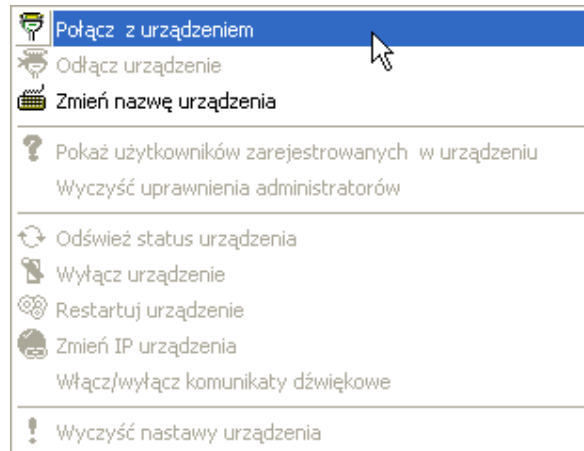 Połącz z urządzeniem
Odłącz urządzenie
Zmień nazwę urządzenia
Pokaż użytkowników zarejestrowanych w urządzeniu
Wyczyść uprawnienia administratorów
Odśwież status urządzenia
Wyłącz urządzenie
Restartuj urządzenie
Zmień IP urządzenia
Włącz/wyłącz komunikaty dźwiękowe
Wyczyść nastawy urządzenia